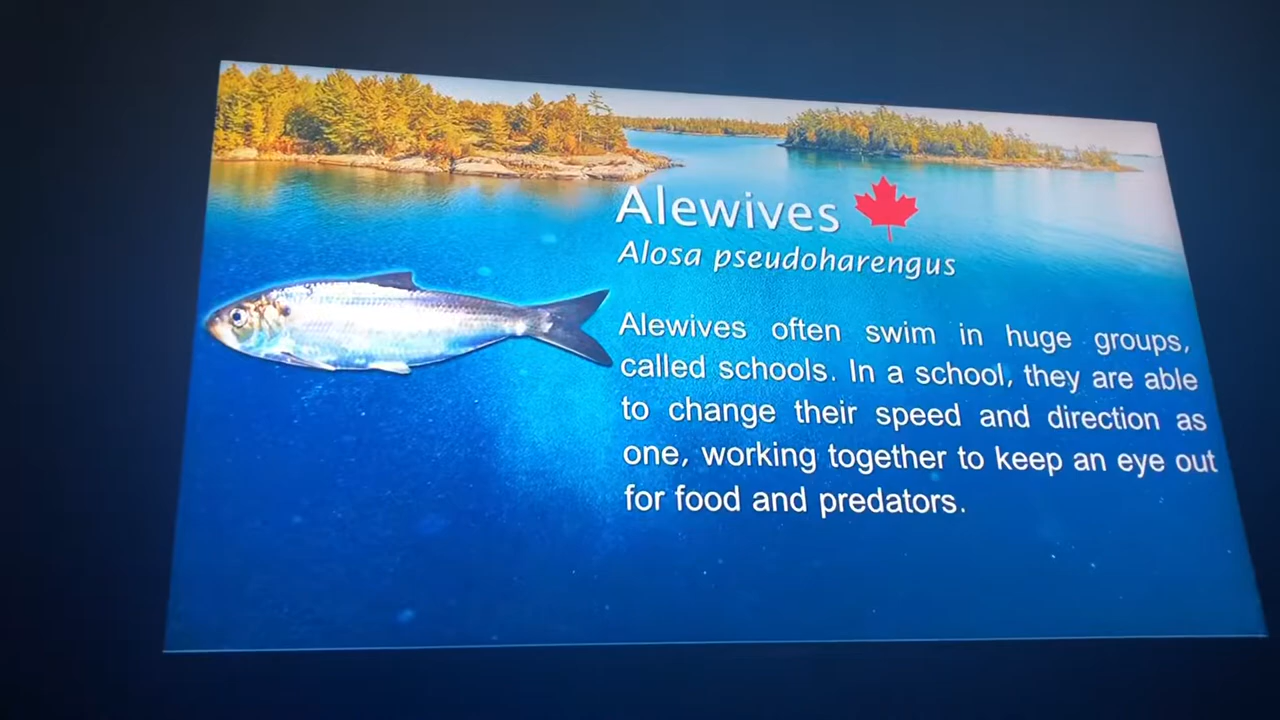 Alewives
Alosa pseudoharengus
Alewives often swim in huge groups,
called schools. In a school, they are able
to change their speed and direction as
one, working together to keep an eye out
for food and predators.